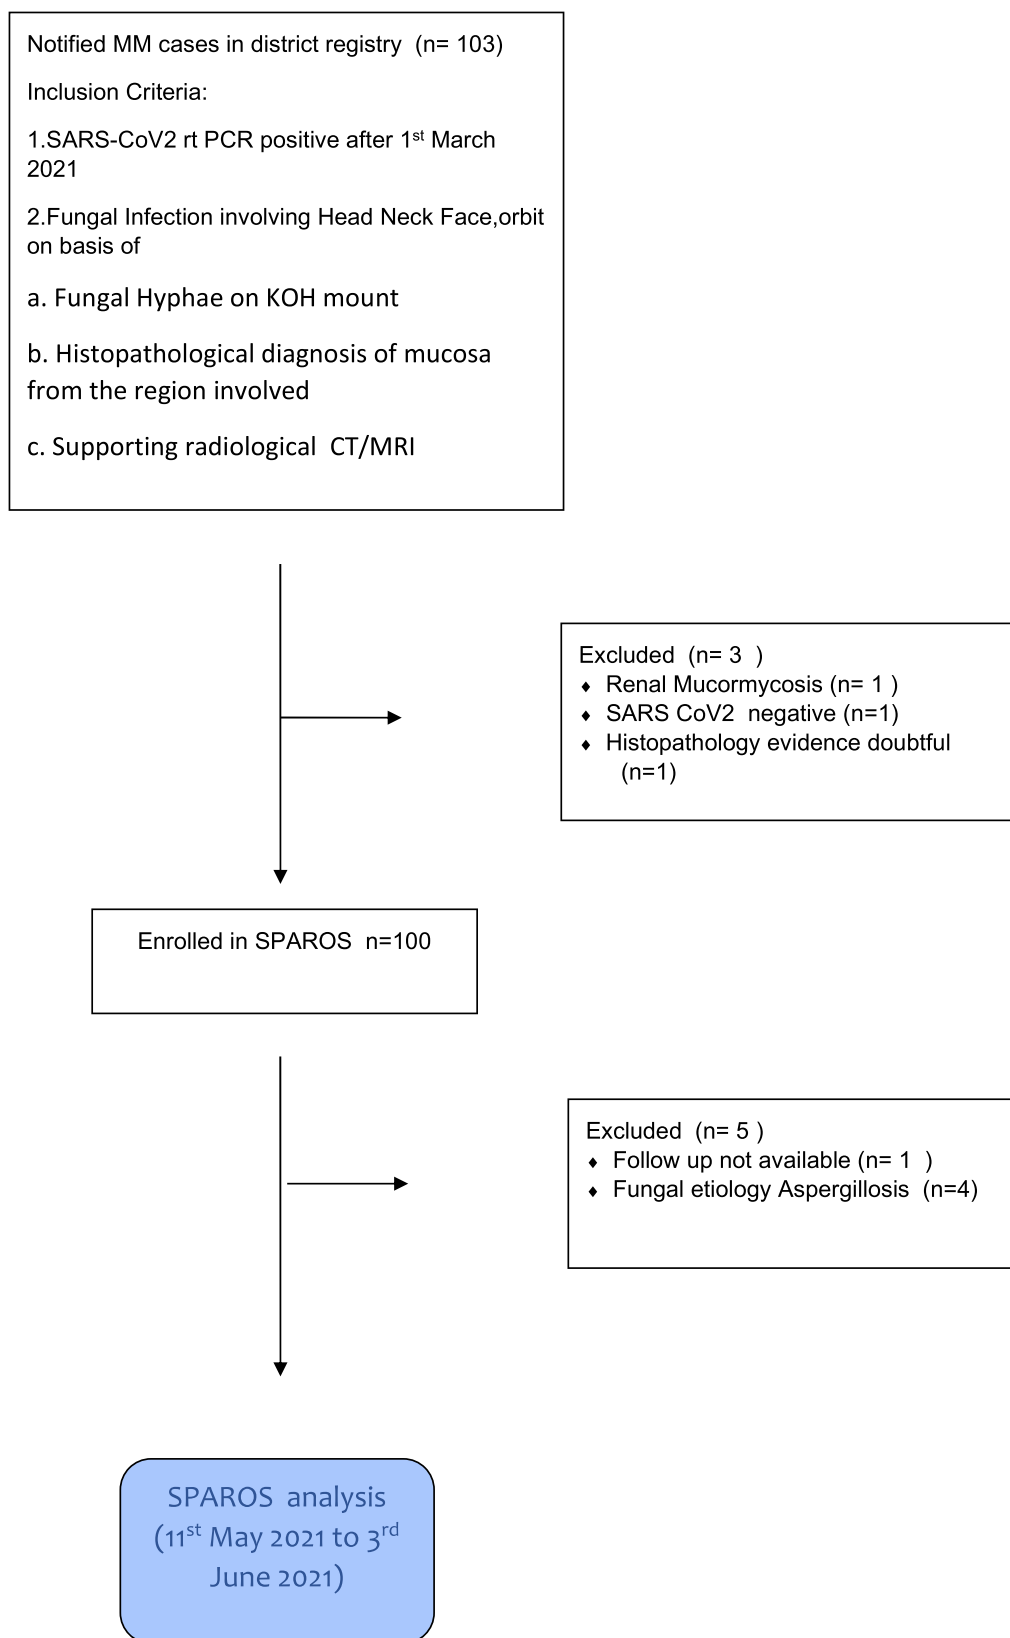 Notified MM cases in district registry (n= 103)
Inclusion Criteria:
1.SARS-CoV2 rt PCR positive after 1st March
2021
2.Fungal Infection involving Head Neck Face,orbit
on basis of
a. Fungal Hyphae on KOH mount
b. Histopathological diagnosis of mucosa
from the region involved
c. Supporting radiological CT/MRI
Excluded (n= 3 )
♦ Renal Mucormycosis (n= 1 )
♦ SARS CoV2 negative (n=1)
♦ Histopathology evidence doubtful
(n=1)
Enrolled in SPAROS n=100
Excluded (n= 5 )
♦ Follow up not available (n= 1 )
♦ Fungal etiology Aspergillosis (n=4)
SPAROS analysis
(11st May 2021 to 3rd
June 2021)